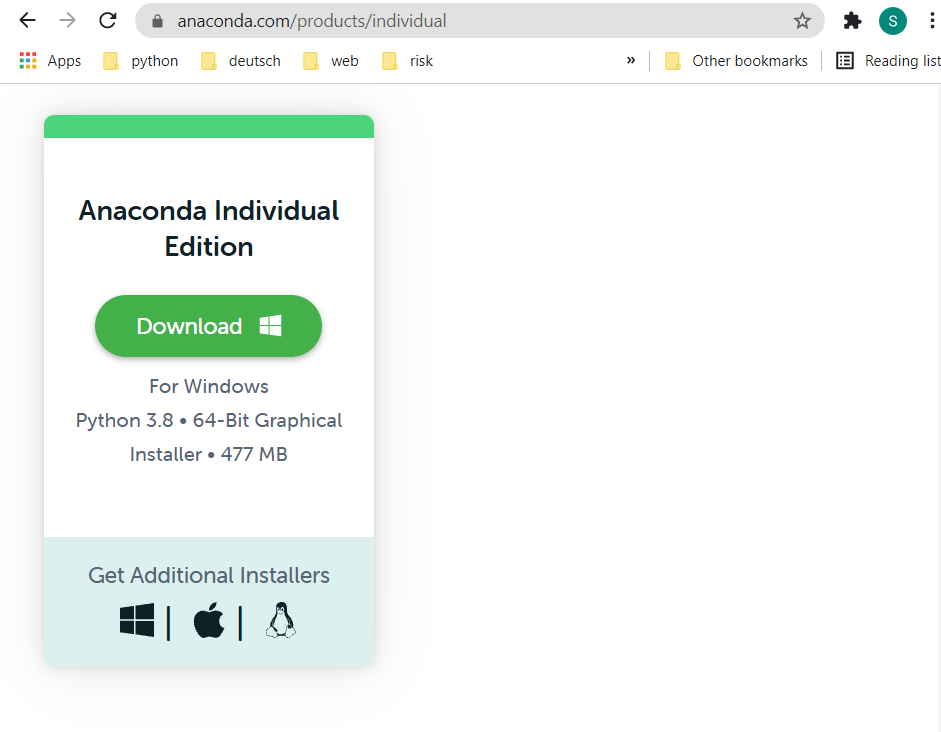 anaconda.com/products/individual
S
Apps python deutsch web risk » Other bookmarks Reading list
Anaconda Individual
Edition
Download
For Windows
Python 3.8 • 64-Bit Graphical
Installer • 477 MB
Get Additional Installers
| |